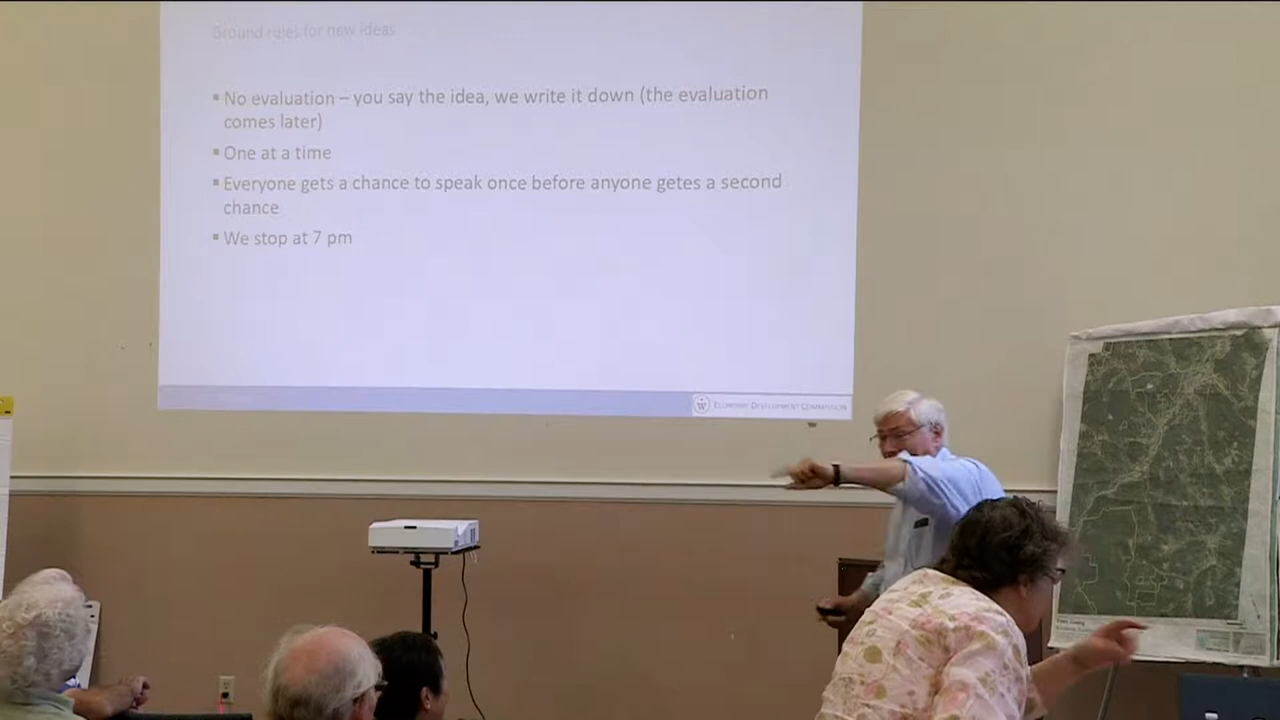 Ground rules for new ideas
▪ No evaluation – you say the idea, we write it down (the evaluation
comes later)
▪ One at a time
▪ Everyone gets a chance to speak once before anyone getes a second
chance
▪ We stop at 7 pm
W ECONOMIC DEVELOPMENT COMMISSION